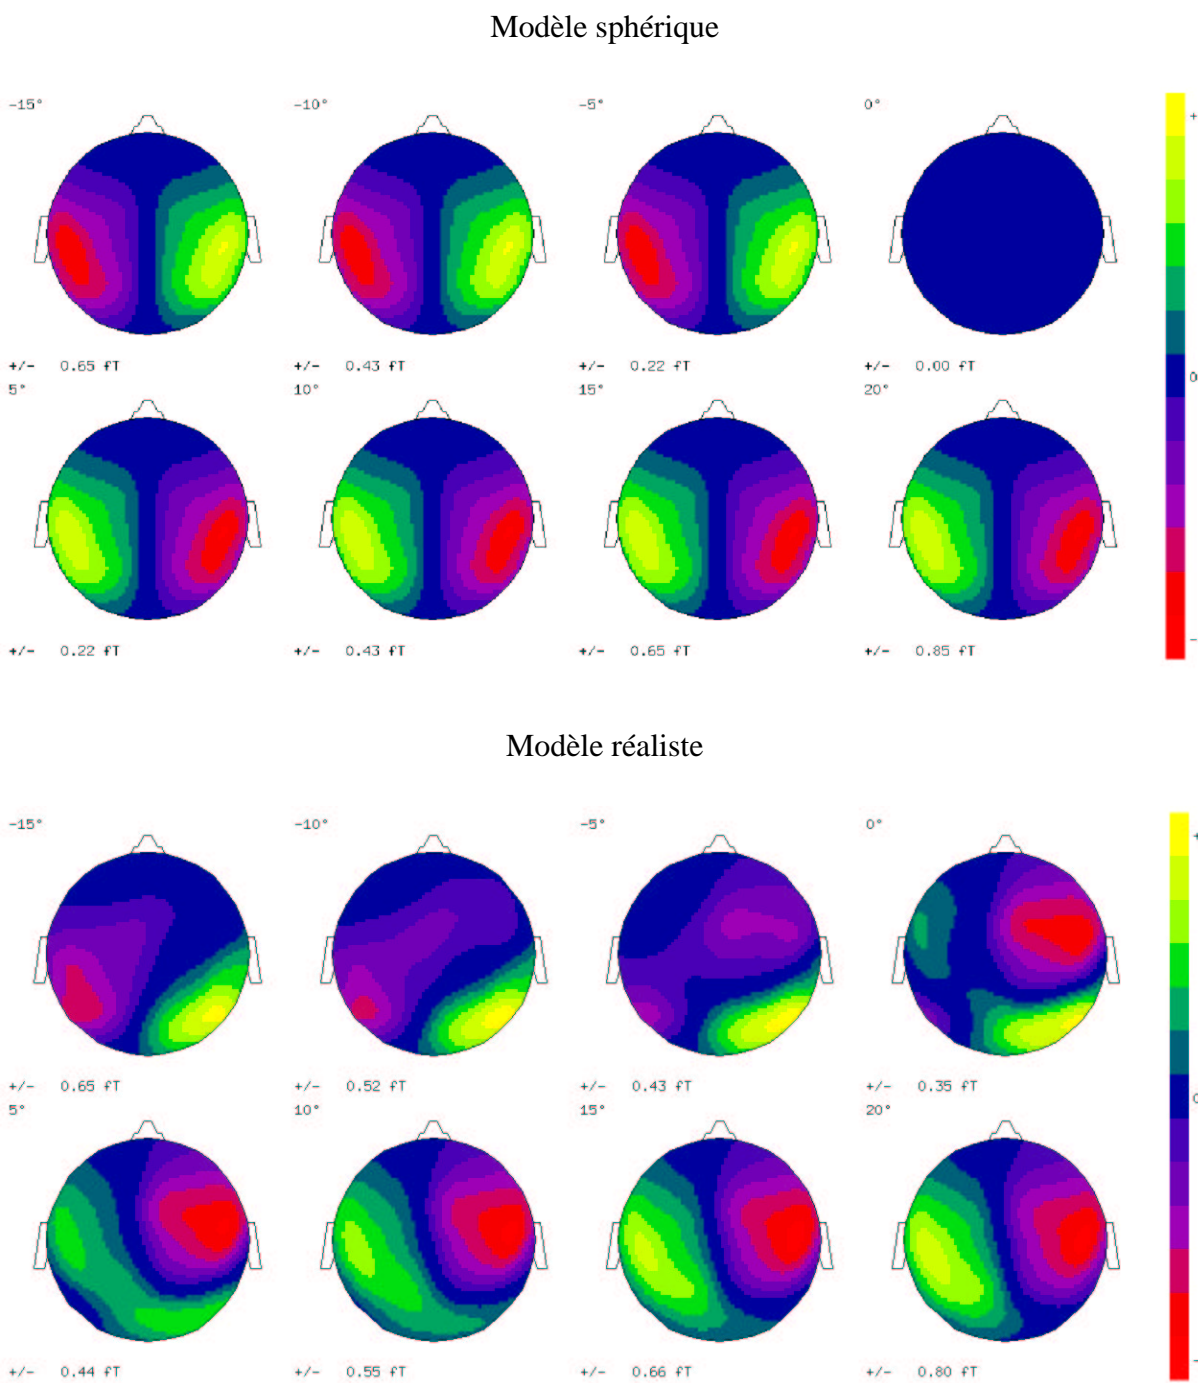 Modèle sphérique
-15° -10° -5° 0°
+
+/- 0.65 fT +/- 0.43 fT +/- 0.22 fT +/- 0.00 fT
0
5° 10° 15° 20°
+/- 0.22 fT +/- 0.43 fT +/- 0.65 fT +/- 0.85 fT
-
Modèle réaliste
-15° -10° -5° 0°
+
+/- 0.65 fT +/- 0.52 fT +/- 0.43 fT +/- 0.35 fT
0
5° 10° 15° 20°
+/- 0.44 fT +/- 0.55 fT +/- 0.66 fT +/- 0.80 fT
-